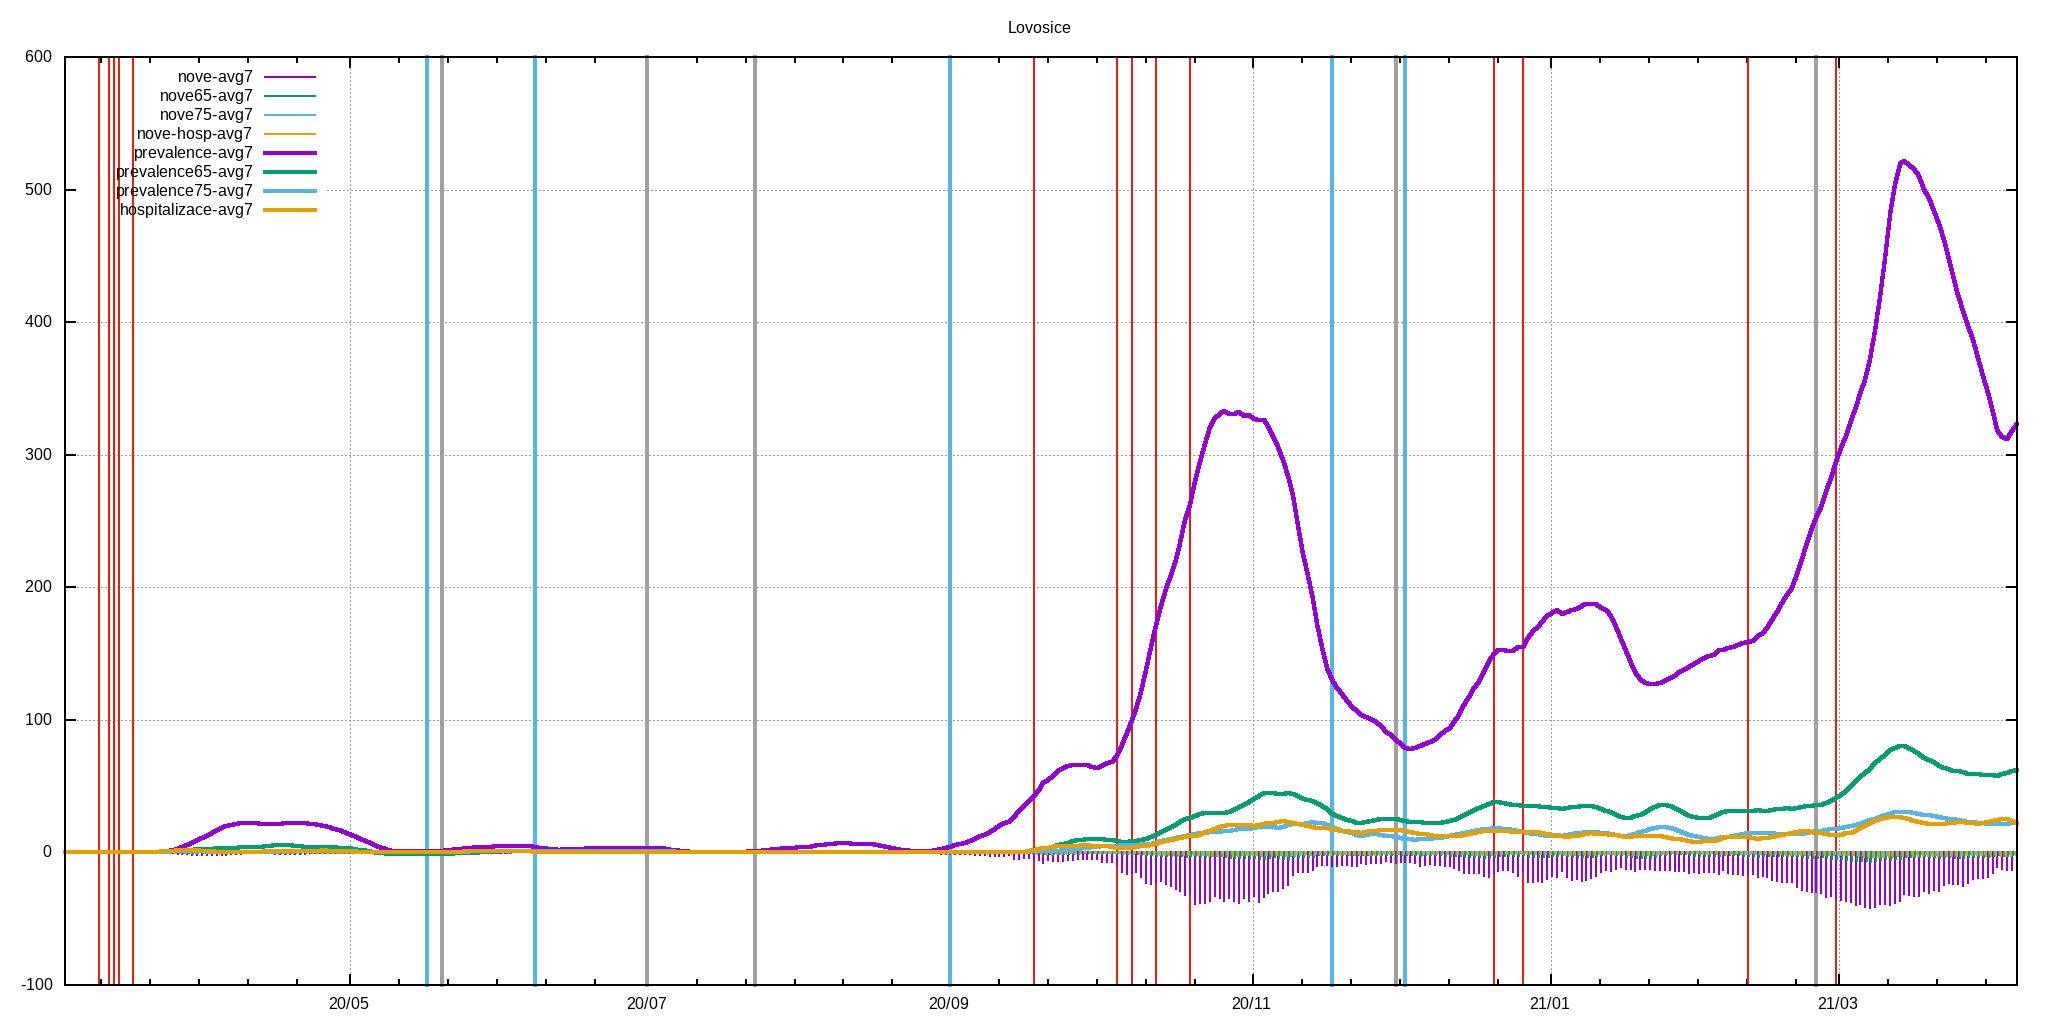 Lovosice
600
500
400
300
200
100
0
-100
nove-avg7
nove65-avg7
nove75-avg7
nove-hosp-avg7
prevalence-avg7
prevalence65-avg7
prevalence75-avg7
hospitalizace-avg7
20/05
20/07
20/09
20/11
21/01
21/03